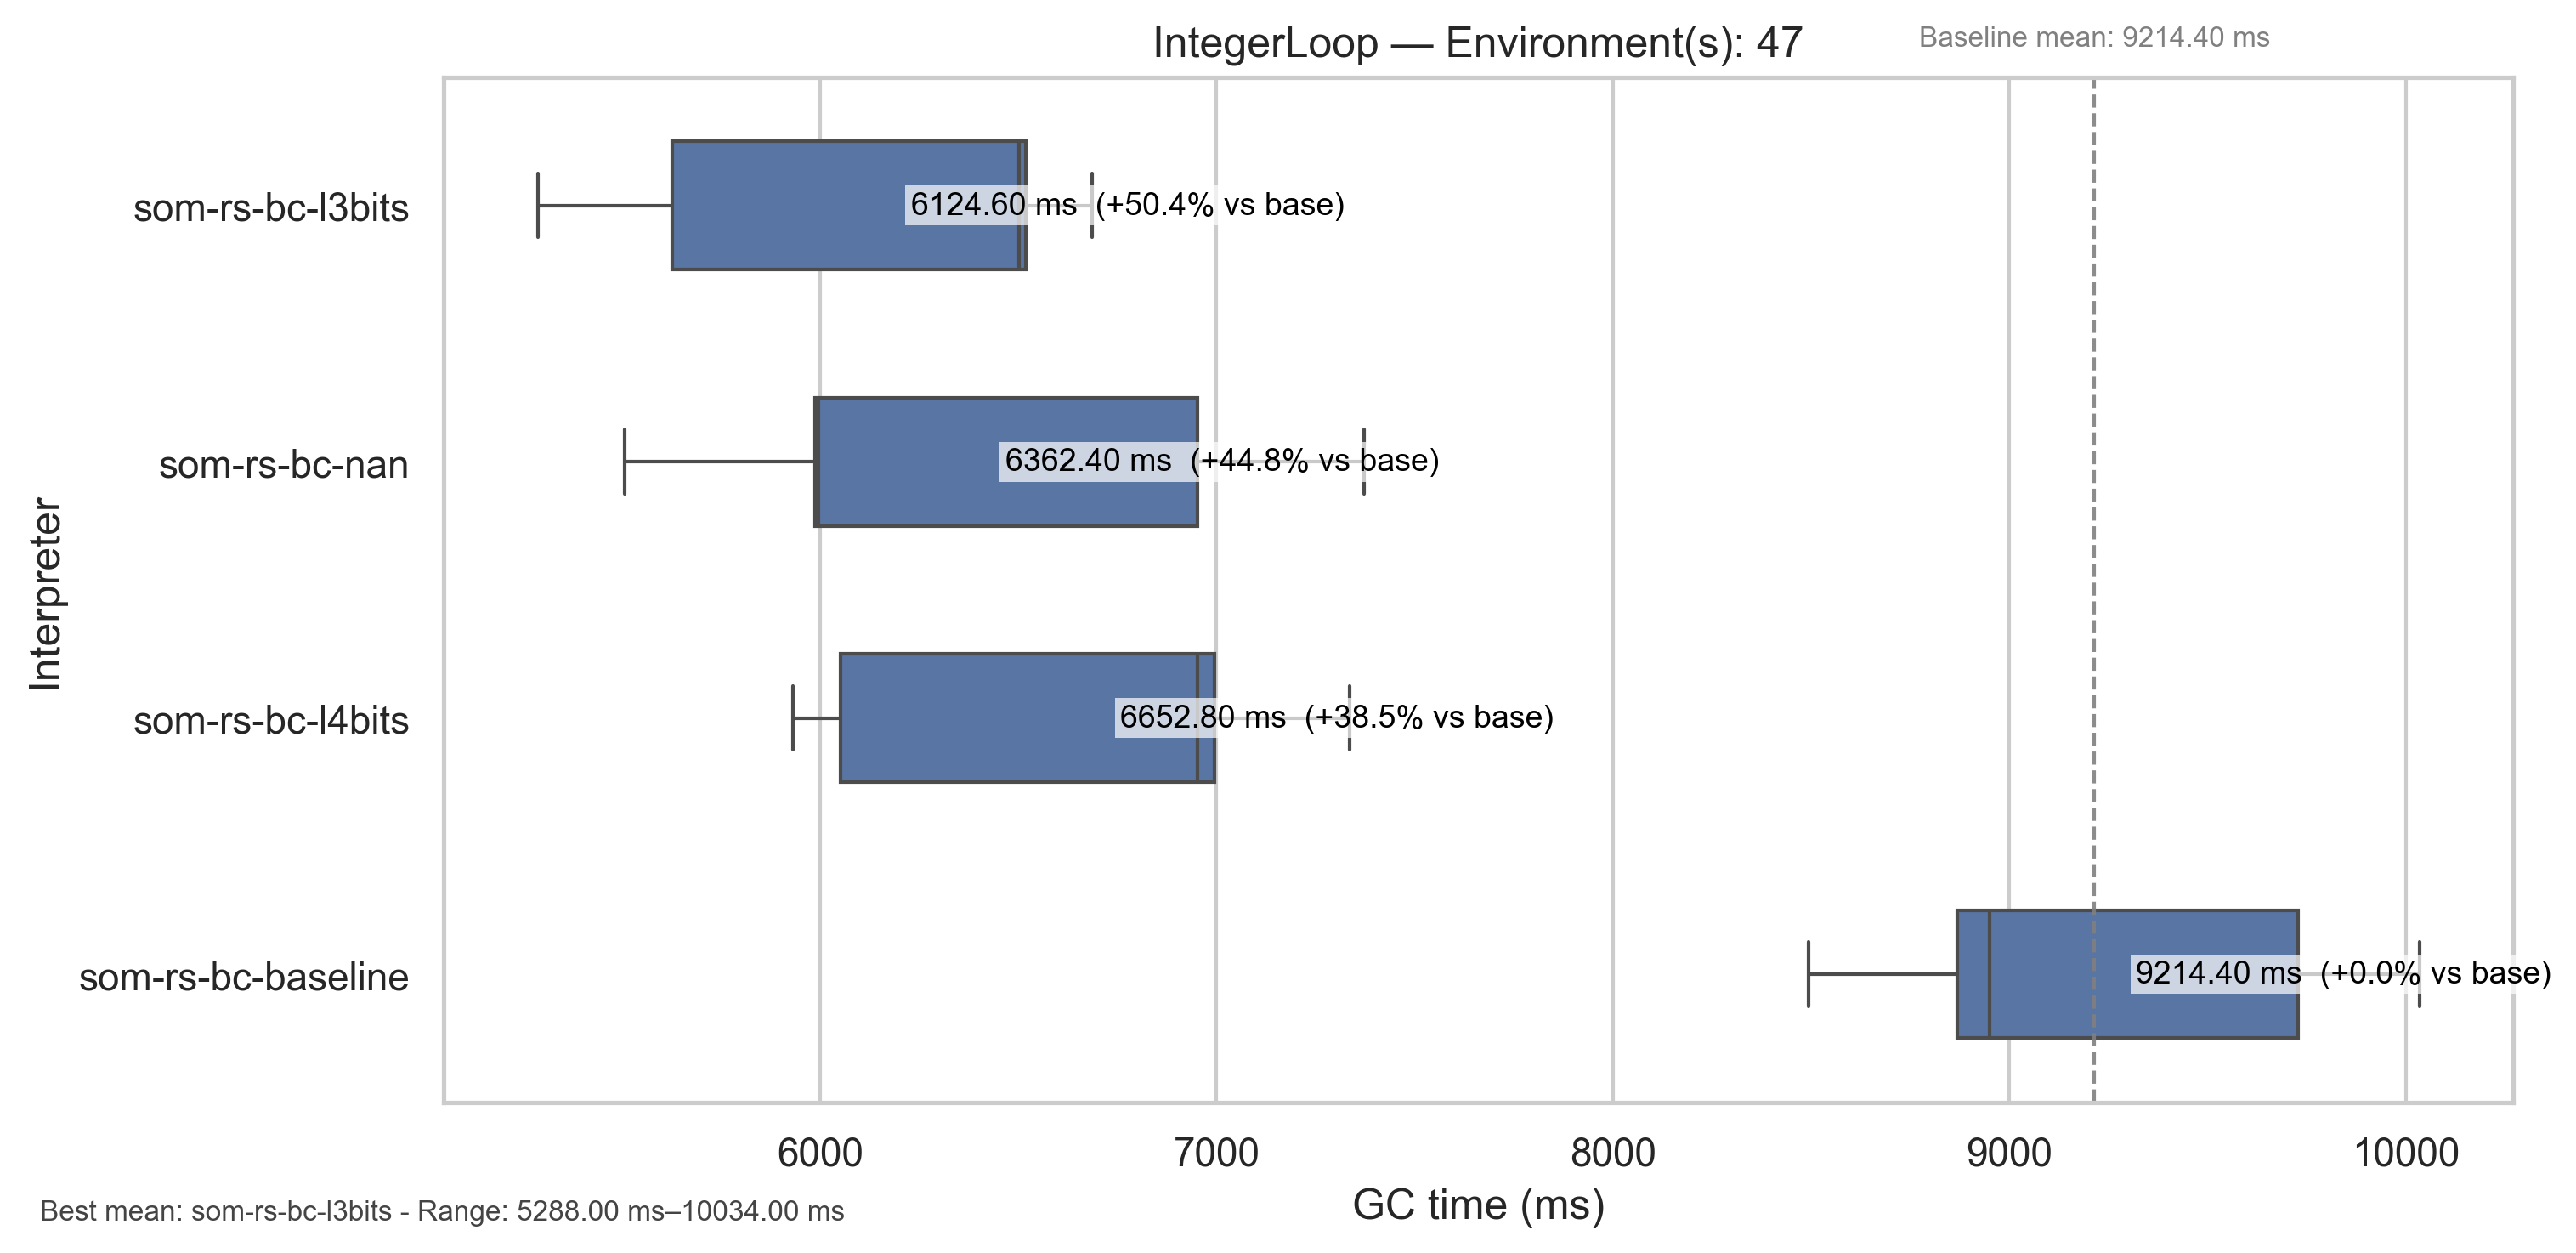 IntegerLoop — Environment(s): 47
Baseline mean: 9214.40 ms
som-rs-bc-l3bits
6124.60 ms  (+50.4% vs base)
som-rs-bc-nan
6362.40 ms  (+44.8% vs base)
Interpreter
som-rs-bc-l4bits
6652.80 ms  (+38.5% vs base)
som-rs-bc-baseline
9214.40 ms  (+0.0% vs base)
6000 7000 8000 9000 10000
GC time (ms)
Best mean: som-rs-bc-l3bits - Range: 5288.00 ms–10034.00 ms